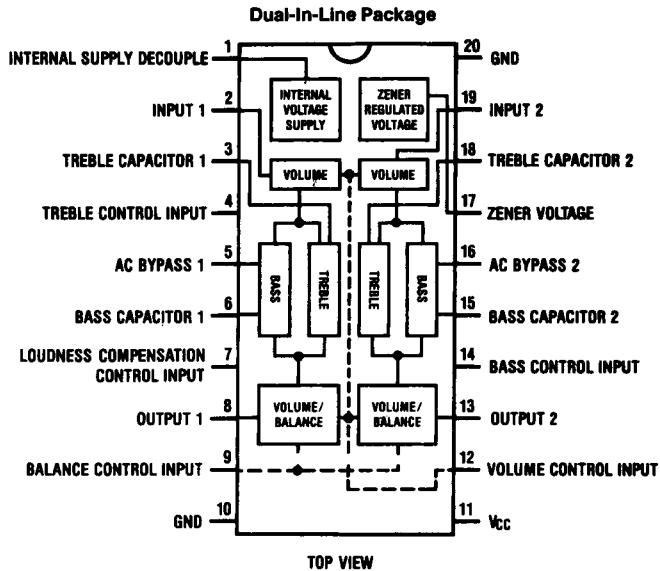 Dual-In-Line Package
1
INTERNAL SUPPLY DECOUPLE
20
GND
INTERNAL
VOLTAGE
SUPPLY
ZENER
REGULATED
VOLTAGE
2
INPUT 1
19
INPUT 2
3
TREBLE CAPACITOR 1
18
TREBLE CAPACITOR 2
VOLUME
VOLUME
4
TREBLE CONTROL INPUT
17
ZENER VOLTAGE
5
AC BYPASS 1
16
AC BYPASS 2
BASS
TREBLE
TREBLE
BASS
6
BASS CAPACITOR 1
15
BASS CAPACITOR 2
7
LOUDNESS COMPENSATION
CONTROL INPUT
14
BASS CONTROL INPUT
8
OUTPUT 1
VOLUME/
BALANCE
VOLUME/
BALANCE
13
OUTPUT 2
9
BALANCE CONTROL INPUT
12
VOLUME CONTROL INPUT
10
GND
11
VCC
TOP VIEW